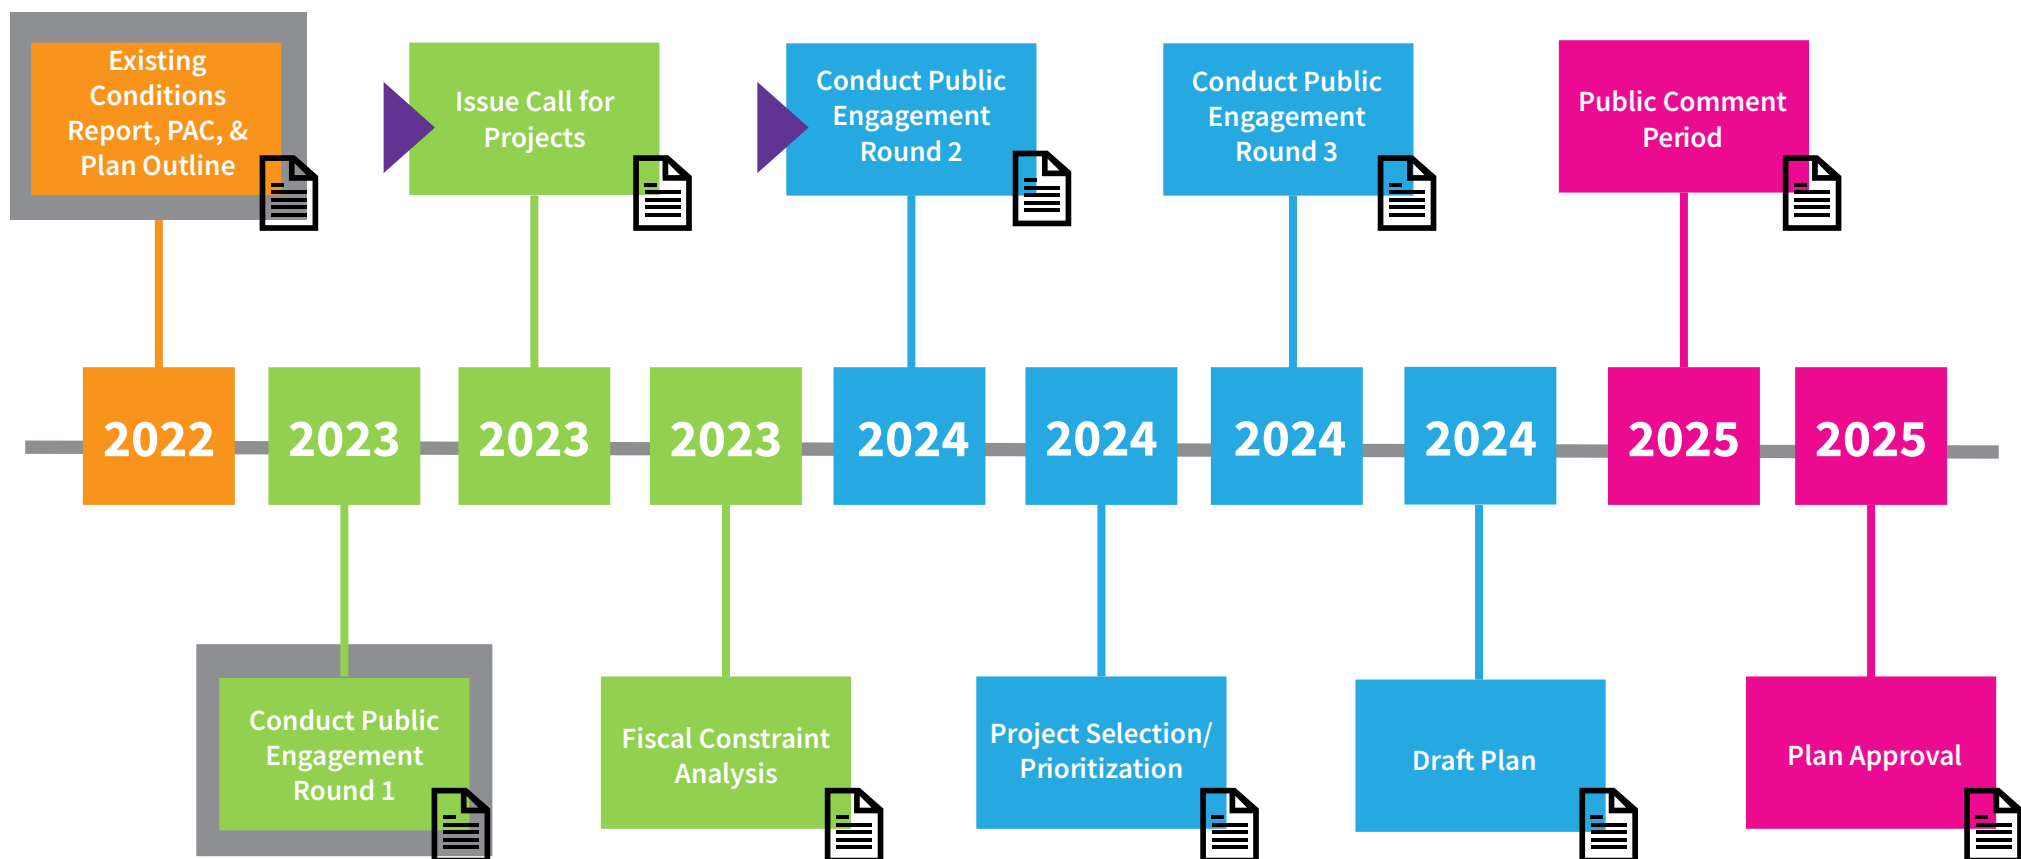 Existing
Conditions
Report, PAC, &
Plan Outline
Issue Call for
Projects
Conduct Public
Engagement
Round 2
Conduct Public
Engagement
Round 3
Public Comment
Period
2022
2023
2023
2023
2024
2024
2024
2024
2025
2025
Conduct Public
Engagement
Round 1
Fiscal Constraint
Analysis
Project Selection/
Prioritization
Draft Plan
Plan Approval